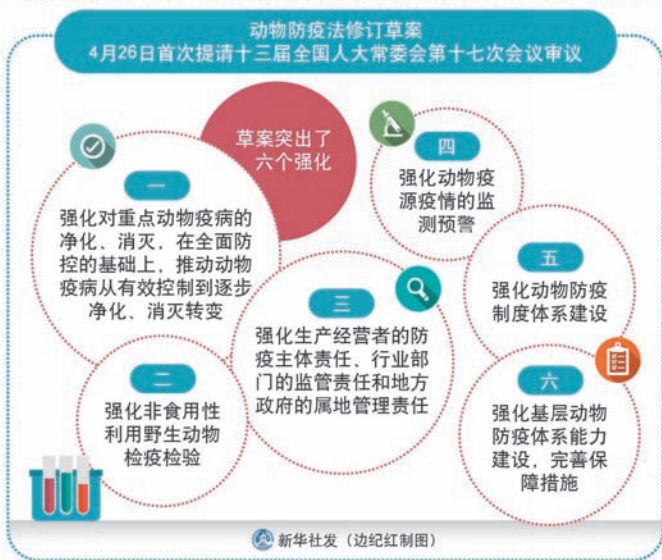 动物防疫法修订草案
4月26日首次提请十三届全国人大常委会第十七次会议审议
草案突出了
六个强化
一
强化对重点动物疫病的
净化、消灭，在全面防
控的基础上，推动动物
疫病从有效控制到逐步
净化、消灭转变
二
强化非食用性
利用野生动物
检疫检验
三
强化生产经营者的防
疫主体责任、行业部
门的监管责任和地方
政府的属地管理责任
四
强化动物疫
源疫情的监
测预警
五
强化动物防疫
制度体系建设
六
强化基层动物
防疫体系能力
建设，完善保
障措施
新华社发（边纪红制图）